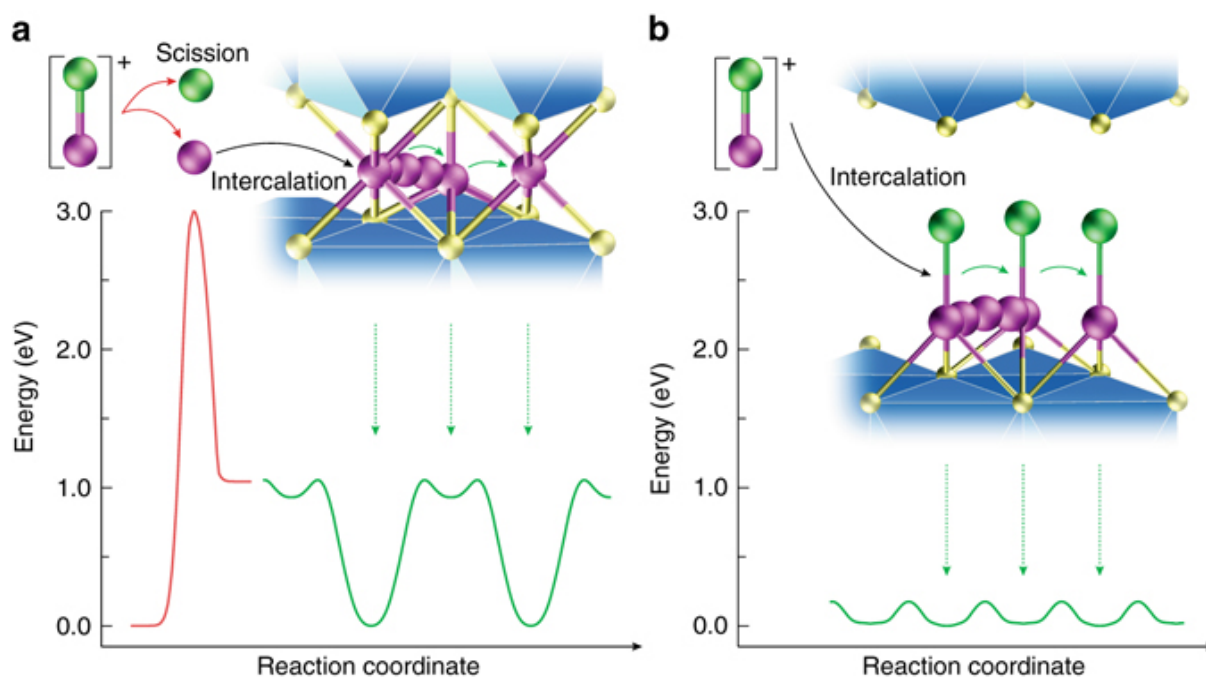 a
+
Scission
Intercalation
3.0
2.0
1.0
0.0
Energy (eV)
Reaction coordinate
b
+
Intercalation
3.0
2.0
1.0
0.0
Energy (eV)
Reaction coordinate